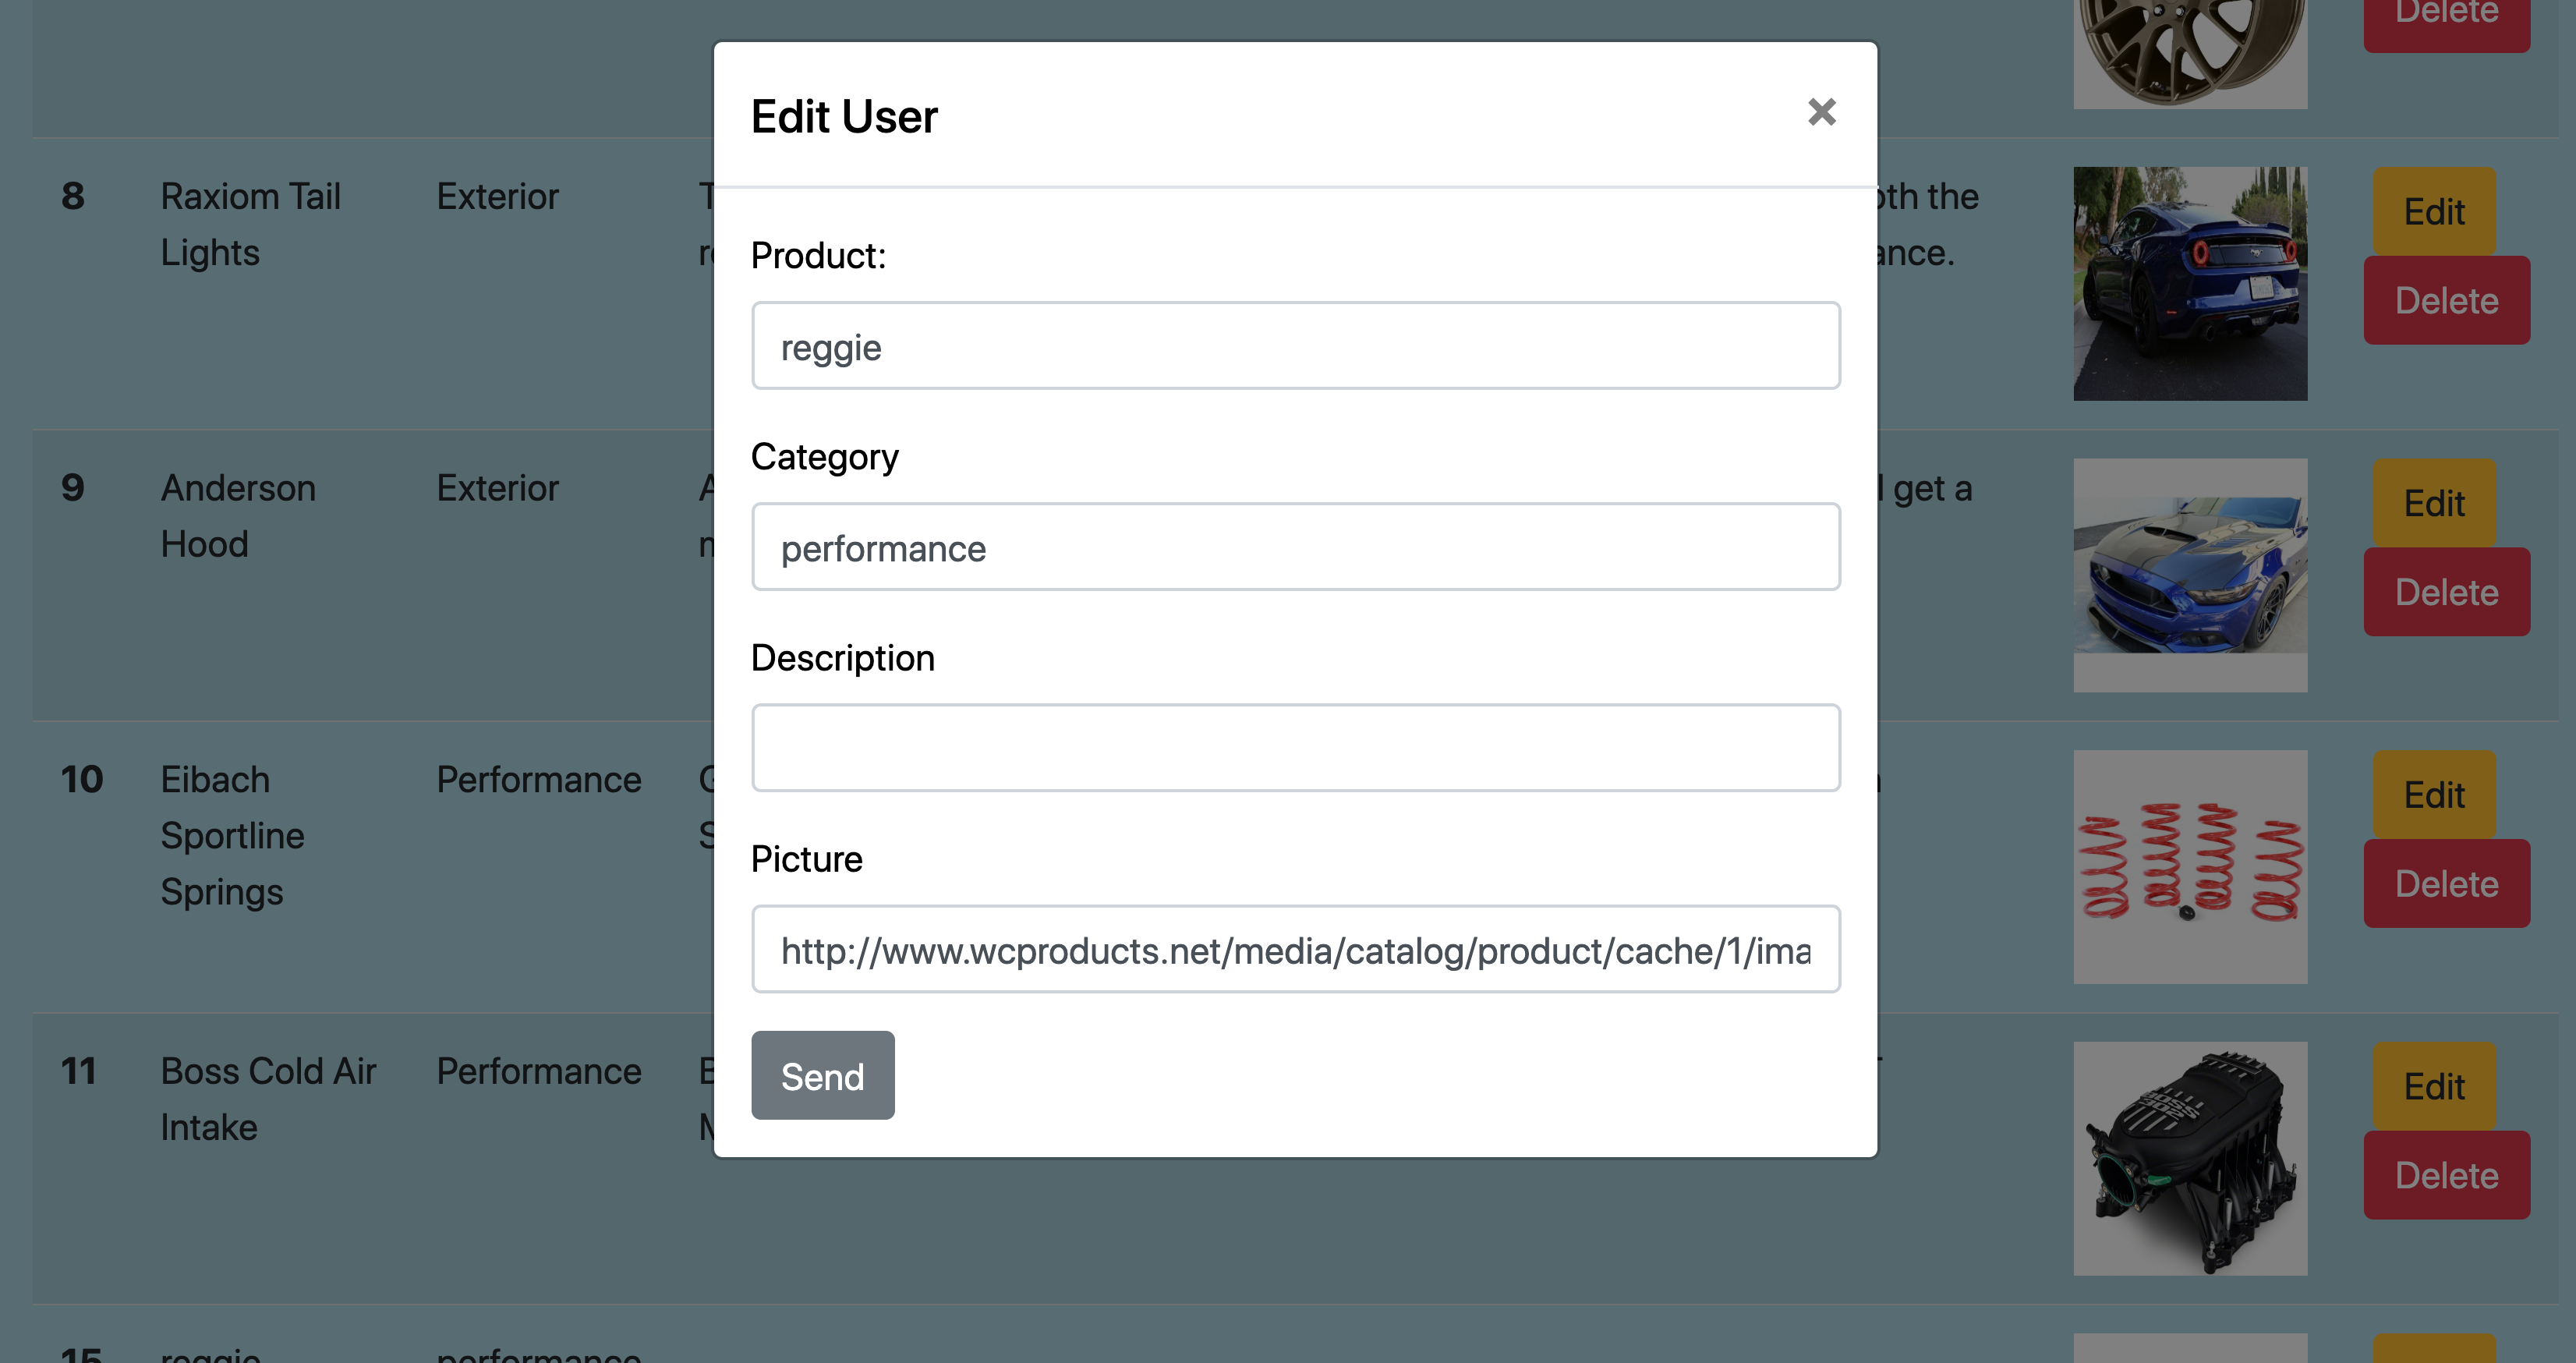 Delete
Edit User
×
8 Raxiom Tail Exterior oth the Edit
Lights ance.
Delete
Product:
reggie
Category
9 Anderson Exterior l get a Edit
Hood
performance
Delete
Description
10 Eibach Performance Edit
Sportline
Springs
Delete
Picture
http://www.wcproducts.net/media/catalog/product/cache/1/ima
Send
11 Boss Cold Air Performance Edit
Intake
BOSS
302
Delete
15 reggie performance